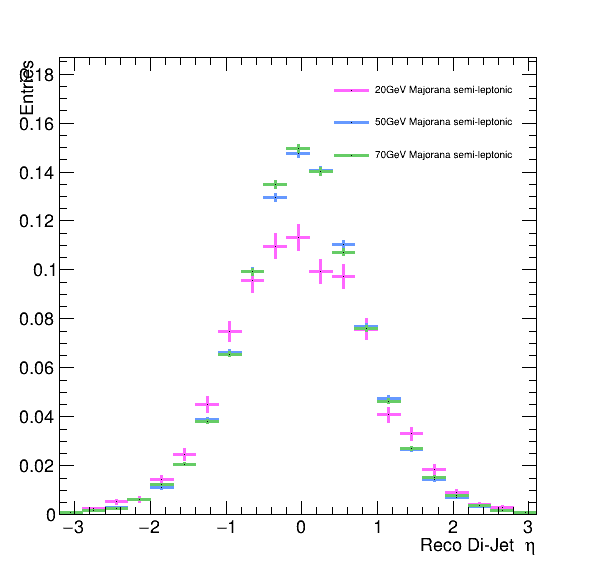 Entries
0.18
0.16
0.14
0.12
0.1
0.08
0.06
0.04
0.02
0
20GeV Majorana semi-leptonic
50GeV Majorana semi-leptonic
70GeV Majorana semi-leptonic
−3 −2 −1 0 1 2 3
Reco Di-Jet η